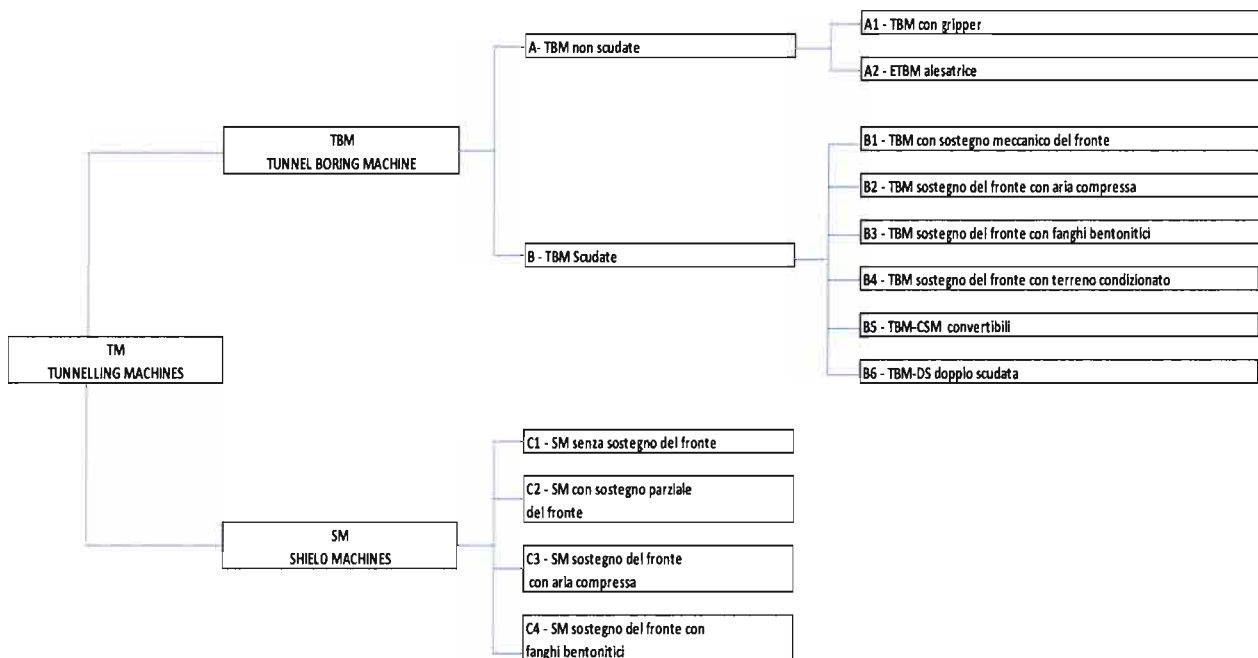 A1 - TBM con gripper
A- TBM non scudate
A2 - ETBM alesatrice
TBM
TUNNEL BORING MACHINE
B1 - TBM con sostegno meccanico del fronte
B2 - TBM sostegno del fronte con aria compressa
B3 - TBM sostegno del fronte con fanghi bentonitici
B - TBM Scudate
B4 - TBM sostegno del fronte con terreno condizionato
B5 - TBM-CSM convertibili
B6 - TBM-DS doppio scudata
TM
TUNNELLING MACHINES
C1 - SM senza sostegno del fronte
C2 - SM con sostegno parziale
del fronte
SM
SHIELO MACHINES
C3 - SM sostegno del fronte
con aria compressa
C4 - SM sostegno del fronte con
fanghi bentonitici